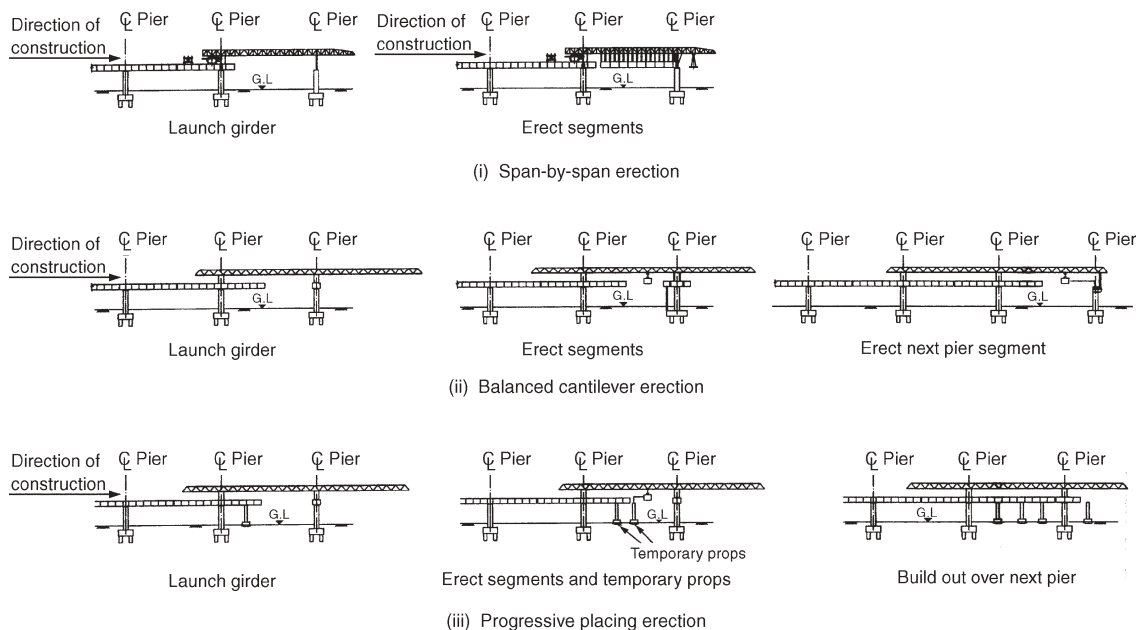 ℄ Pier ℄ Pier ℄ Pier
Direction of
construction
G.L
Launch girder
℄ Pier ℄ Pier ℄ Pier
Direction of
construction
G.L
Erect segments
(i) Span-by-span erection
℄ Pier ℄ Pier ℄ Pier
Direction of
construction
G.L
Launch girder
℄ Pier ℄ Pier ℄ Pier
G.L
Erect segments
℄ Pier ℄ Pier ℄ Pier ℄ Pier
G.L
Erect next pier segment
(ii) Balanced cantilever erection
℄ Pier ℄ Pier ℄ Pier
Direction of
construction
G.L
Launch girder
℄ Pier ℄ Pier ℄ Pier
G.L
Temporary props
Erect segments and temporary props
℄ Pier ℄ Pier ℄ Pier
G.L
Build out over next pier
(iii) Progressive placing erection